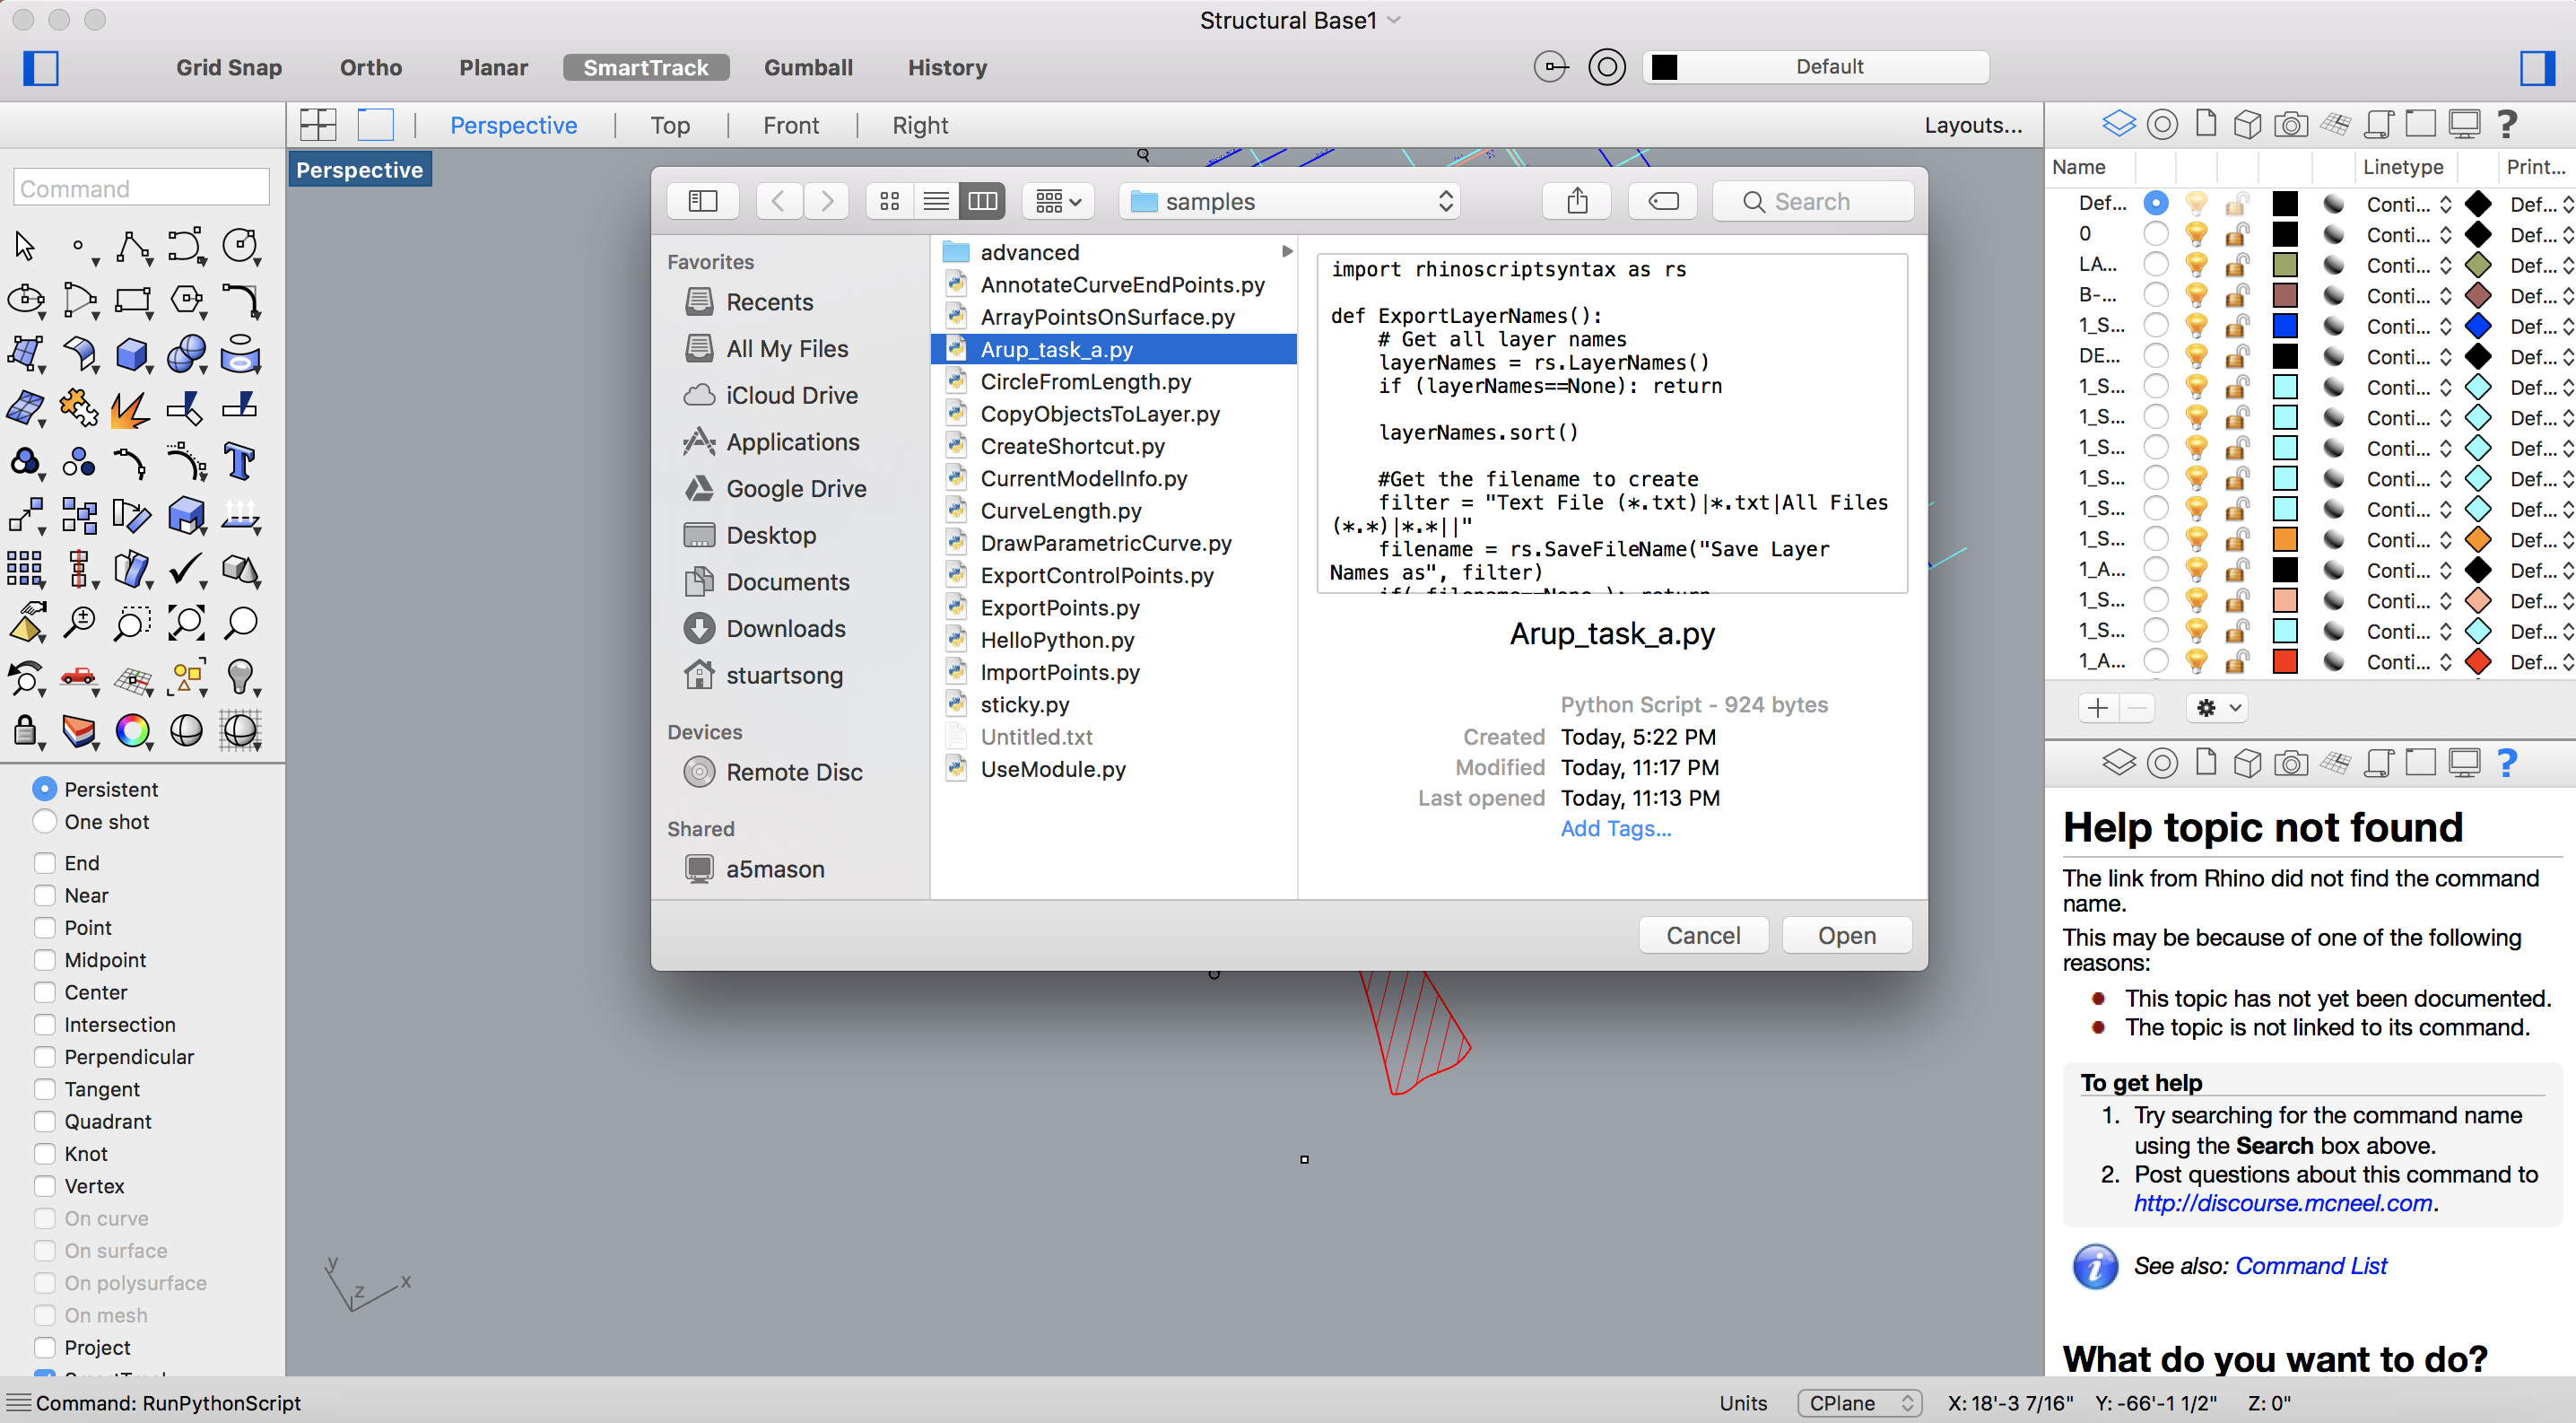 Structural Base1
Grid Snap Ortho Planar SmartTrack Gumball History
Default
Perspective Top Front Right
Layouts...
Perspective
Command
samples
Search
Favorites
Recents
All My Files
iCloud Drive
Applications
Google Drive
Desktop
Documents
Downloads
stuartsong
Devices
Remote Disc
Shared
a5mason
advanced
AnnotateCurveEndPoints.py
ArrayPointsOnSurface.py
Arup_task_a.py
CircleFromLength.py
CopyObjectsToLayer.py
CreateShortcut.py
CurrentModelInfo.py
CurveLength.py
DrawParametricCurve.py
ExportControlPoints.py
ExportPoints.py
HelloPython.py
ImportPoints.py
sticky.py
Untitled.txt
UseModule.py
import rhinoscriptsyntax as rs
def ExportLayerNames():
# Get all layer names
layerNames = rs.LayerNames()
if (layerNames==None): return
layerNames.sort()
#Get the filename to create
filter = "Text File (*.txt)|*.txt|All Files
(*.*)|*.*||"
filename = rs.SaveFileName("Save Layer
Names as", filter)
if( filename==None ): return
Arup_task_a.py
Python Script - 924 bytes
Created Today, 5:22 PM
Modified Today, 11:17 PM
Last opened Today, 11:13 PM
Add Tags...
Cancel Open
Persistent
One shot
End
Near
Point
Midpoint
Center
Intersection
Perpendicular
Tangent
Quadrant
Knot
Vertex
On curve
On surface
On polysurface
On mesh
Project
y
z x
Name Linetype Print...
Def... Conti... Def...
0 Conti... Def...
LA... Conti... Def...
B-... Conti... Def...
1_S... Conti... Def...
DE... Conti... Def...
1_S... Conti... Def...
1_S... Conti... Def...
1_S... Conti... Def...
1_S... Conti... Def...
1_S... Conti... Def...
1_S... Conti... Def...
1_A... Conti... Def...
1_S... Conti... Def...
1_S... Conti... Def...
1_A... Conti... Def...
Help topic not found
The link from Rhino did not find the command
name.
This may be because of one of the following
reasons:
This topic has not yet been documented.
The topic is not linked to its command.
To get help
1. Try searching for the command name
using the Search box above.
2. Post questions about this command to
http://discourse.mcneel.com.
See also: Command List
What do you want to do?
Command: RunPythonScript
Units CPlane X: 18'-3 7/16" Y: -66'-1 1/2" Z: 0"